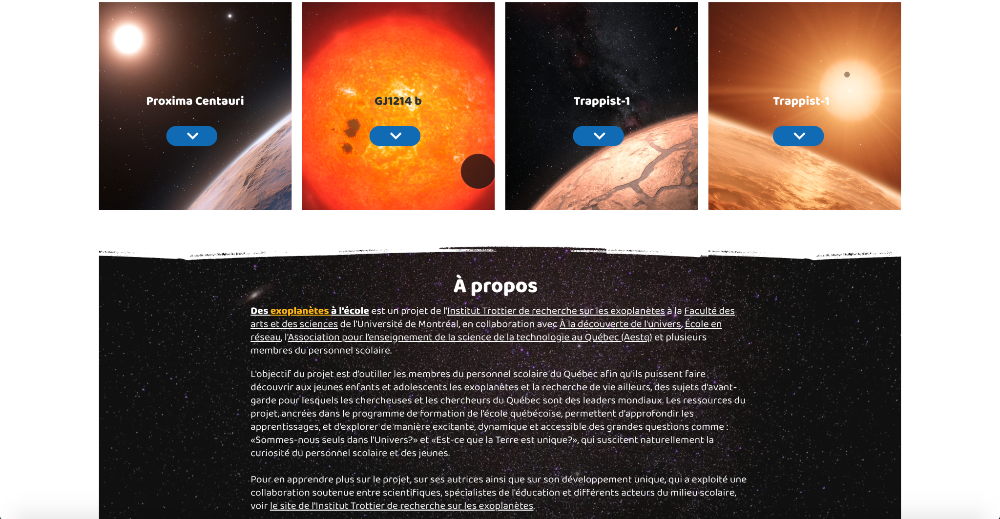 Proxima Centauri
GJ1214 b
Trappist-1
Trappist-1
À propos
Des exoplanètes à l'école est un projet de l’Institut Trottier de recherche sur les exoplanètes à la Faculté des
arts et des sciences de l’Université de Montréal, en collaboration avec À la découverte de l'univers, École en
réseau, l'Association pour l’enseignement de la science de la technologie au Québec (Aestq) et plusieurs
membres du personnel scolaire.
L'objectif du projet est d'outiller les membres du personnel scolaire du Québec afin qu'ils puissent faire
découvrir aux jeunes enfants et adolescents les exoplanètes et la recherche de vie ailleurs, des sujets d'avant-
garde pour lesquels les chercheuses et les chercheurs du Québec sont des leaders mondiaux. Les ressources du
projet, ancrées dans le programme de formation de l'école québécoise, permettent d'approfondir les
apprentissages, et d'explorer de manière excitante, dynamique et accessible des grandes questions comme :
«Sommes-nous seuls dans l’Univers?» et «Est-ce que la Terre est unique?», qui suscitent naturellement la
curiosité du personnel scolaire et des jeunes.
Pour en apprendre plus sur le projet, sur ses autrices ainsi que sur son développement unique, qui a exploité une
collaboration soutenue entre scientifiques, spécialistes de l'éducation et différents acteurs du milieu scolaire,
voir le site de l'Institut Trottier de recherche sur les exoplanètes.